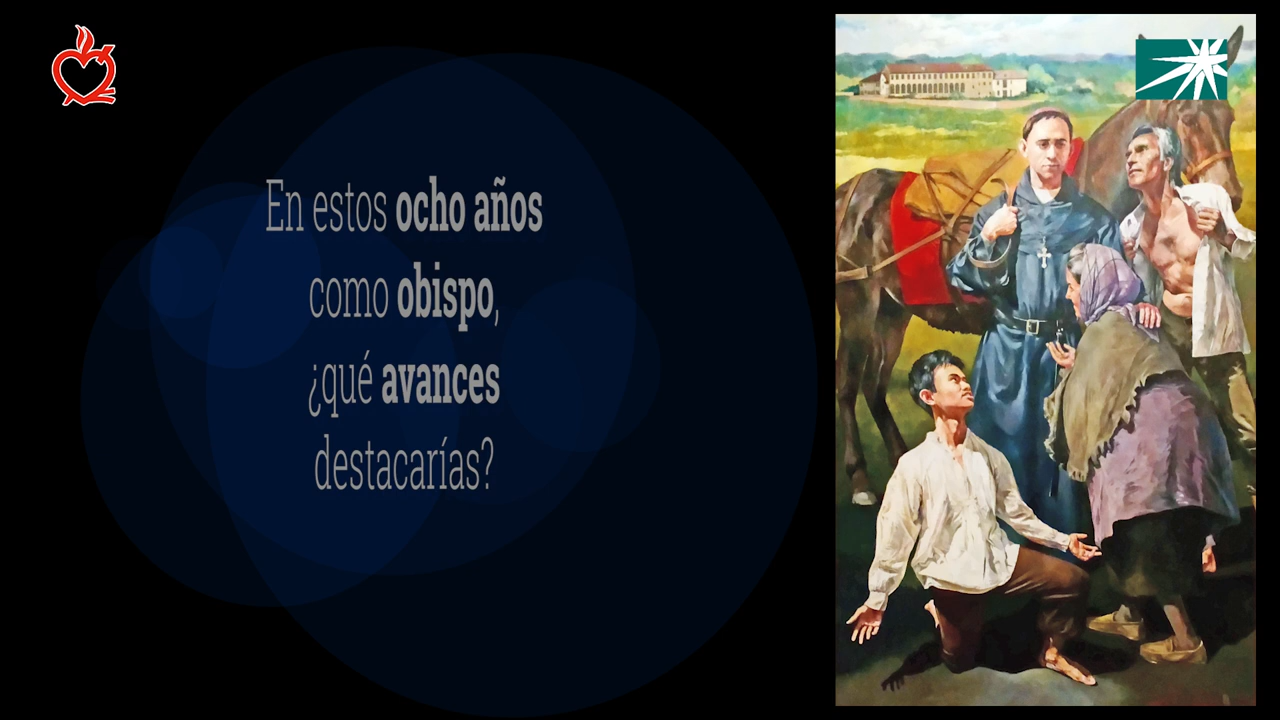 En estos ocho años
como obispo,
¿qué avances
destacarías?